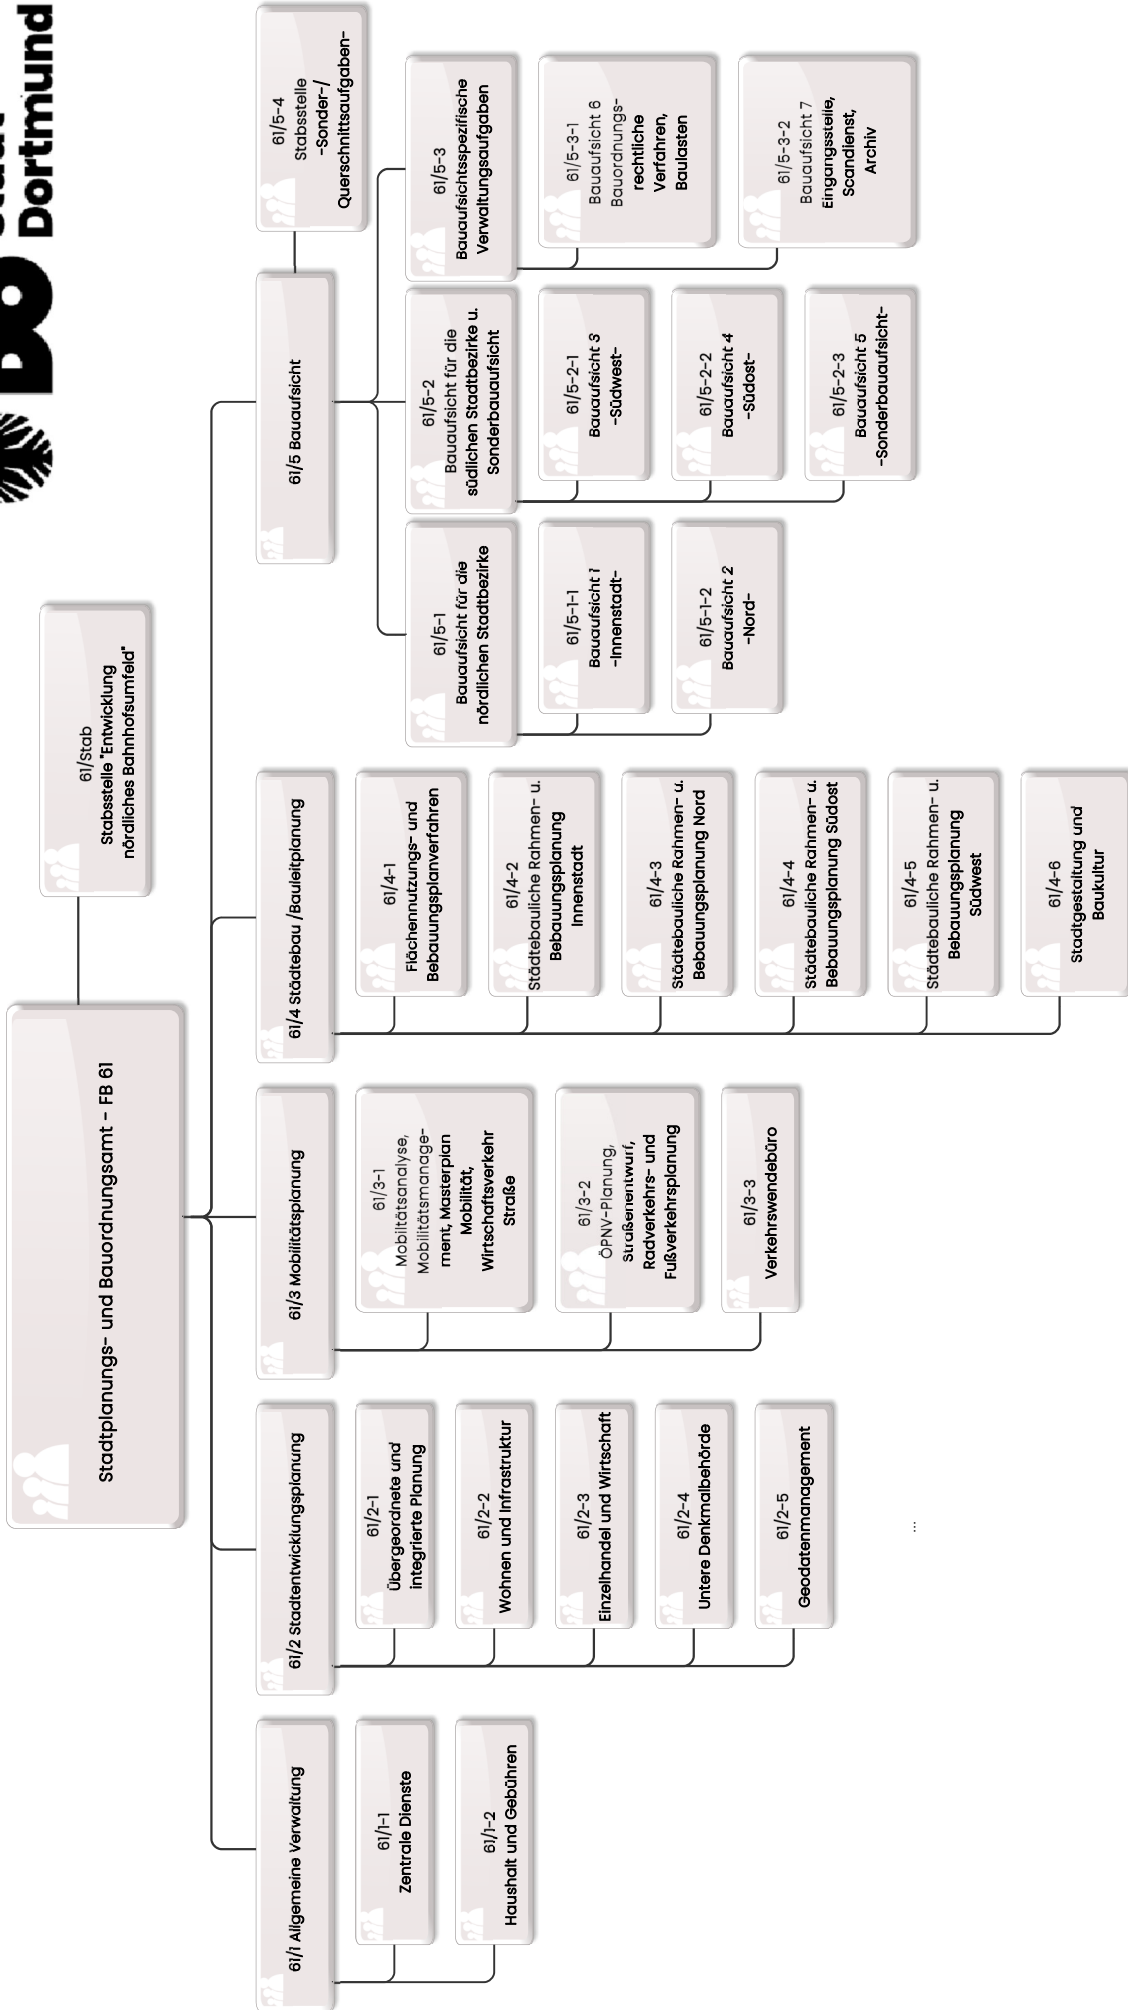 Dortmund
Stadtplanungs- und Bauordnungsamt - FB 61
61/Stab
Stabsstelle "Entwicklung
nördliches Bahnhofsumfeld"
61/1 Allgemeine Verwaltung
61/1-1
Zentrale Dienste
61/1-2
Haushalt und Gebühren
61/2 Stadtentwicklungsplanung
61/2-1
Übergeordnete und
integrierte Planung
61/2-2
Wohnen und Infrastruktur
61/2-3
Einzelhandel und Wirtschaft
61/2-4
Untere Denkmalbehörde
61/2-5
Geodatenmanagement
...
61/3 Mobilitätsplanung
61/3-1
Mobiltätsanalyse,
Mobilitätsmanage-
ment, Masterplan
Mobilität,
Wirtschaftsverkehr
Straße
61/3-2
ÖPNV-Planung,
Straßenentwurf,
Radverkehrs- und
Fußverkehrsplanung
61/3-3
Verkehrswendebüro
61/4 Städtebau /Bauleitplanung
61/4-1
Flächennutzungs- und
Bebauungsplanverfahren
61/4-2
Städtebauliche Rahmen- u.
Bebauungsplanung
Innenstadt
61/4-3
Städtebauliche Rahmen- u.
Bebauungsplanung Nord
61/4-4
Städtebauliche Rahmen- u.
Bebauungsplanung Südost
61/4-5
Städtebauliche Rahmen- u.
Bebauungsplanung
Südwest
61/4-6
Stadtgestaltung und
Baukultur
61/5 Bauaufsicht
61/5-4
Stabsstelle
-Sonder-/
Querschnittsaufgaben-
61/5-1
Bauaufsicht für die
nördlichen Stadtbezirke
61/5-1-1
Bauaufsicht 1
-Innenstadt-
61/5-1-2
Bauaufsicht 2
-Nord-
61/5-2
Bauaufsicht für die
südlichen Stadtbezirke u.
Sonderbauaufsicht
61/5-2-1
Bauaufsicht 3
-Südwest-
61/5-2-2
Bauaufsicht 4
-Südost-
61/5-2-3
Bauaufsicht 5
-Sonderbauaufsicht-
61/5-3
Bauaufsichtsspezifische
Verwaltungsaufgaben
61/5-3-1
Bauaufsicht 6
Bauordnungs-
rechtliche
Verfahren,
Baulasten
61/5-3-2
Bauaufsicht 7
Eingangsstelle,
Scandienst,
Archiv